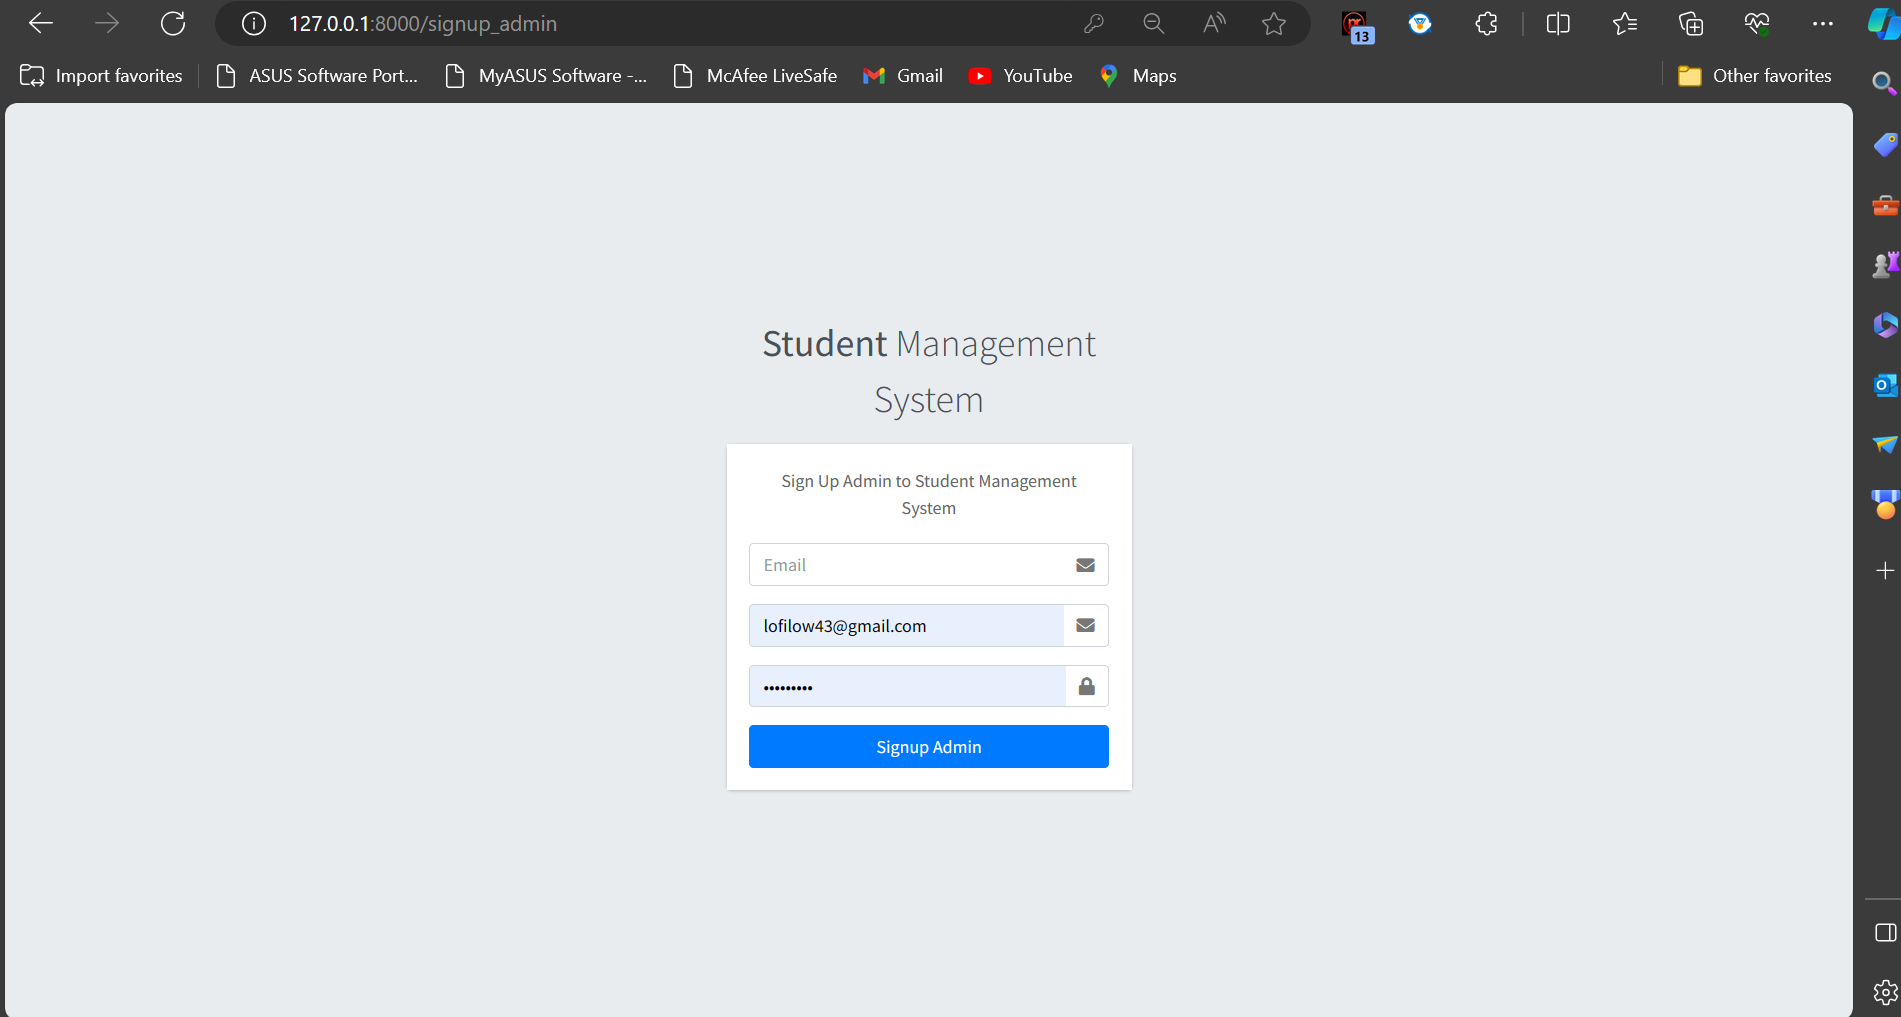 127.0.0.1:8000/signup_admin
13
Import favorites ASUS Software Port... MyASUS Software -... McAfee LiveSafe Gmail YouTube Maps Other favorites
Student Management
System
Sign Up Admin to Student Management
System
Email
lofilow43@gmail.com
•••••••••
Signup Admin